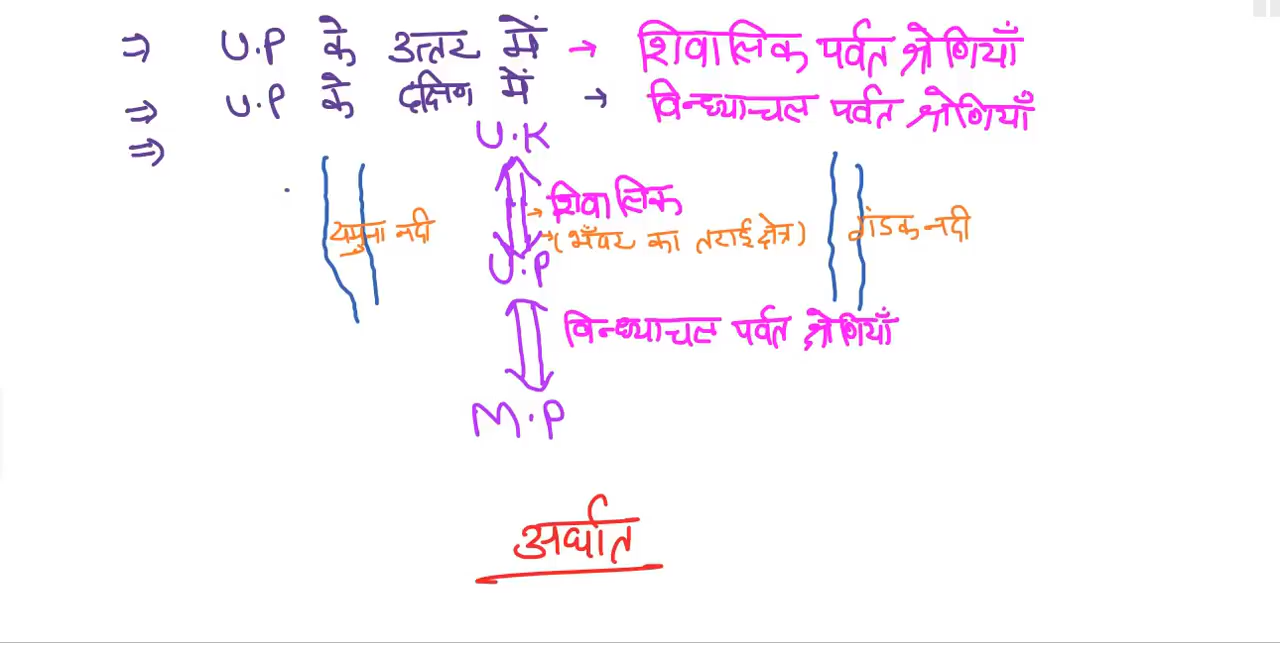 ⇒ U.P के उत्तर में → शिवालिक पर्वत श्रेणियाँ
⇒ U.P के दक्षिण में → विन्ध्याचल पर्वत श्रेणियाँ
⇒
U.K
→ शिवालिक
यमुना नदी
→ (भँवर का तराई क्षेत्र)
गंडक नदी
U.P
विन्ध्याचल पर्वत श्रेणियाँ
M.P
अर्थात